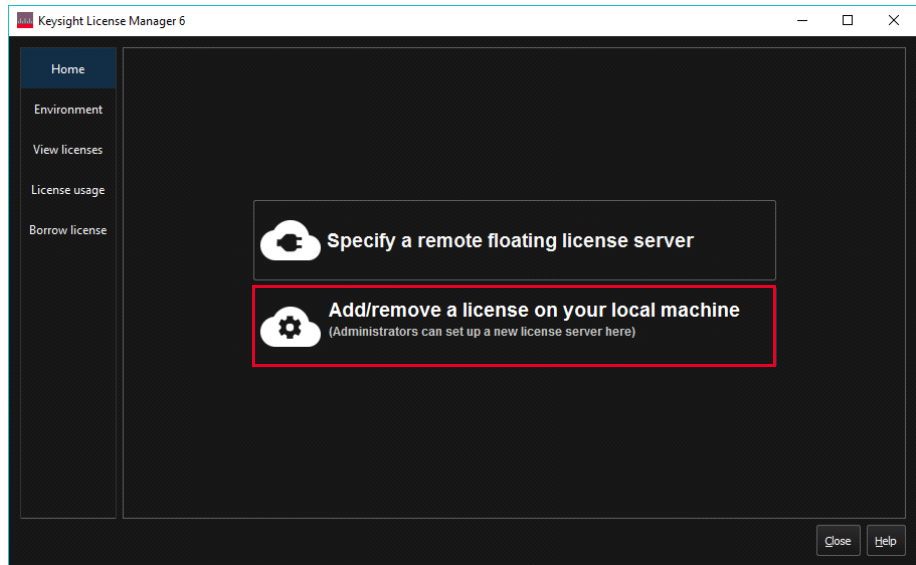 Keysight License Manager 6
Home
Environment
View licenses
License usage
Borrow license
Specify a remote floating license server
Add/remove a license on your local machine
(Administrators can set up a new license server here)
Close
Help